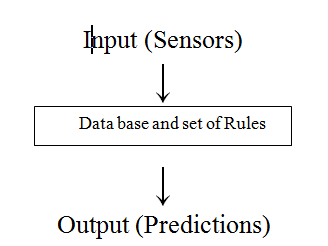 Input (Sensors)
Data base and set of Rules
Output (Predictions)